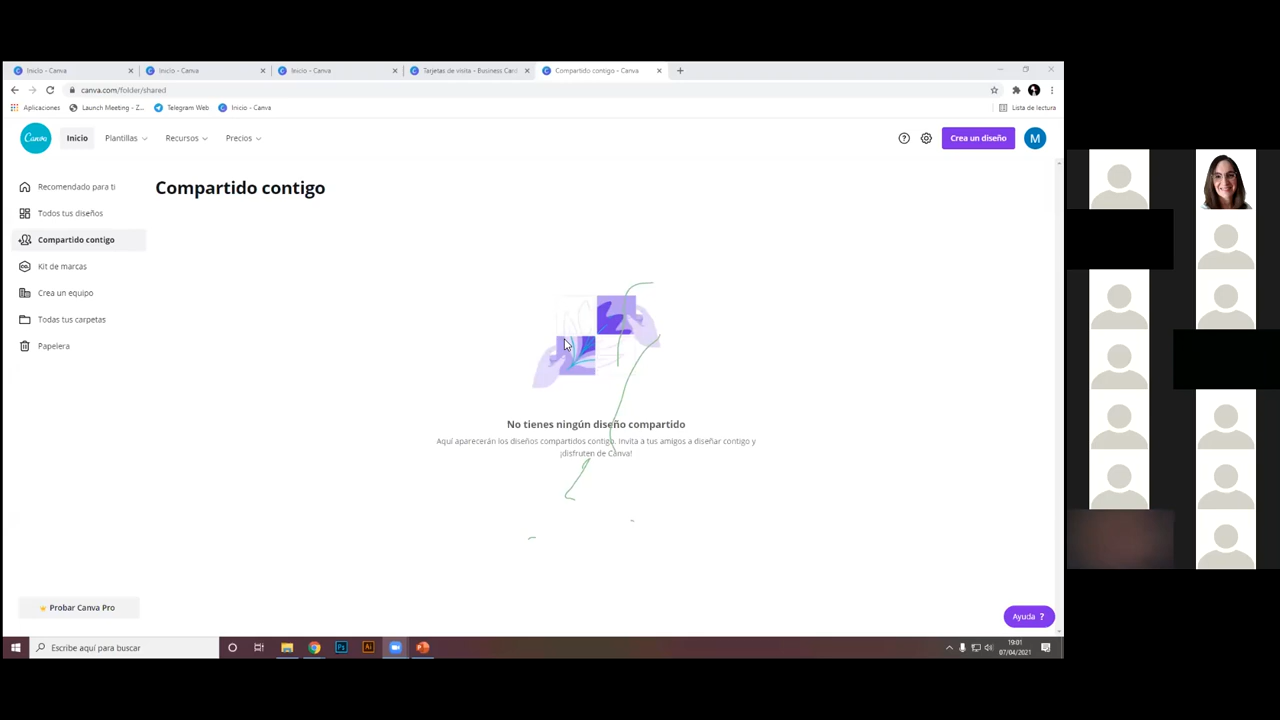 Inicio - Canva
Inicio - Canva
Inicio - Canva
Tarjetas de visita - Business Card
Compartido contigo - Canva
canva.com/folder/shared
Aplicaciones
Launch Meeting - Z...
Telegram Web
Inicio - Canva
Lista de lectura
Canva
Inicio
Plantillas
Recursos
Precios
Crea un diseño
M
Recomendado para ti
Compartido contigo
Todos tus diseños
Compartido contigo
Kit de marcas
Crea un equipo
Todas tus carpetas
Papelera
No tienes ningún diseño compartido
Aquí aparecerán los diseños compartidos contigo. Invita a tus amigos a diseñar contigo y
¡disfruten de Canva!
Probar Canva Pro
Ayuda ?
Escribe aquí para buscar
Ps
Ai
19:01
07/04/2021